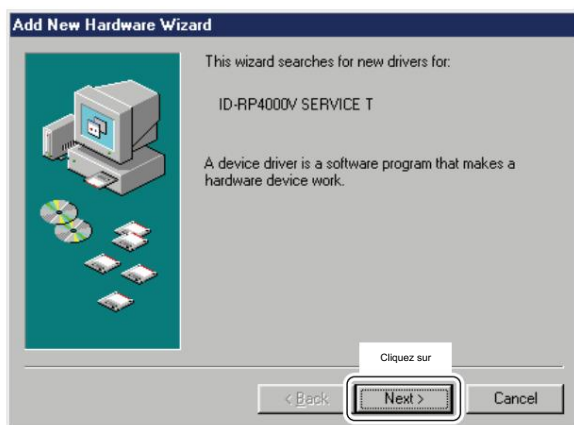 Add New Hardware Wizard
This wizard searches for new drivers for:
ID-RP4000V SERVICE T
A device driver is a software program that makes a
hardware device work.
Cliquez sur
< Back
Next >
Cancel